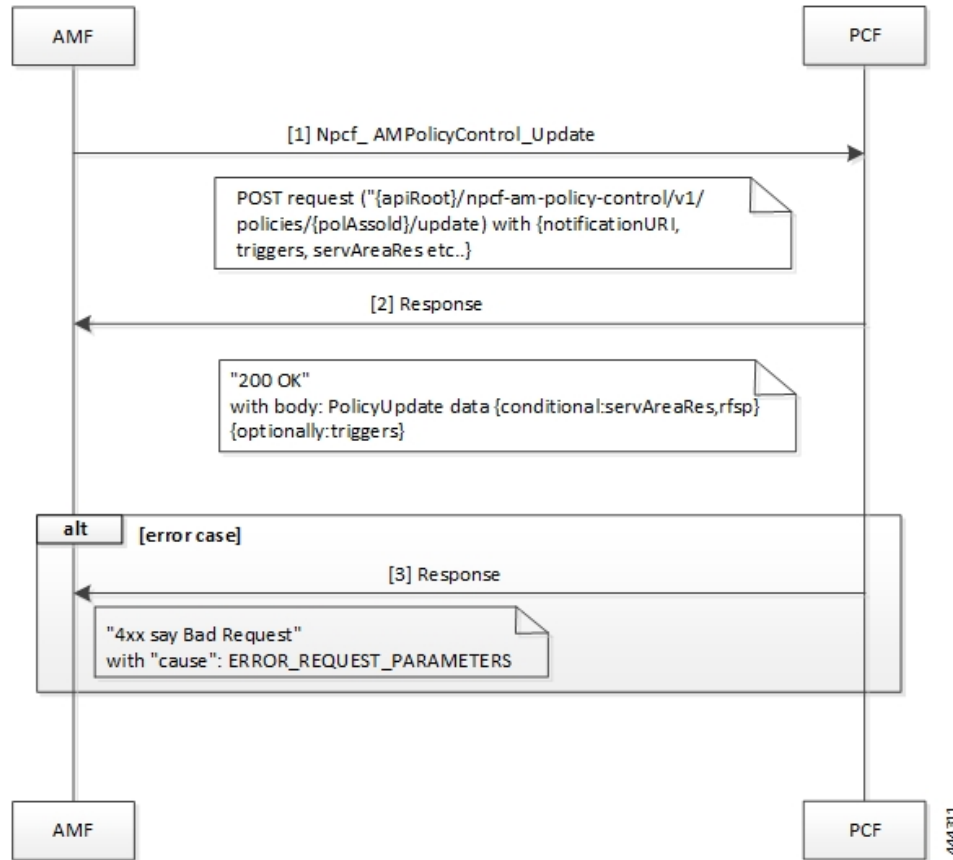 AMF
PCF
[1] Npcf_ AMPolicyControl_Update
POST request ("{apiRoot}/npcf-am-policy-control/v1/
policies/{polAssoId}/update) with {notificationURI,
triggers, servAreaRes etc..}
[2] Response
"200 OK"
with body: PolicyUpdate data {conditional:servAreaRes,rfsp}
{optionally:triggers}
alt
[error case]
[3] Response
"4xx say Bad Request"
with "cause": ERROR_REQUEST_PARAMETERS
AMF
PCF
444311